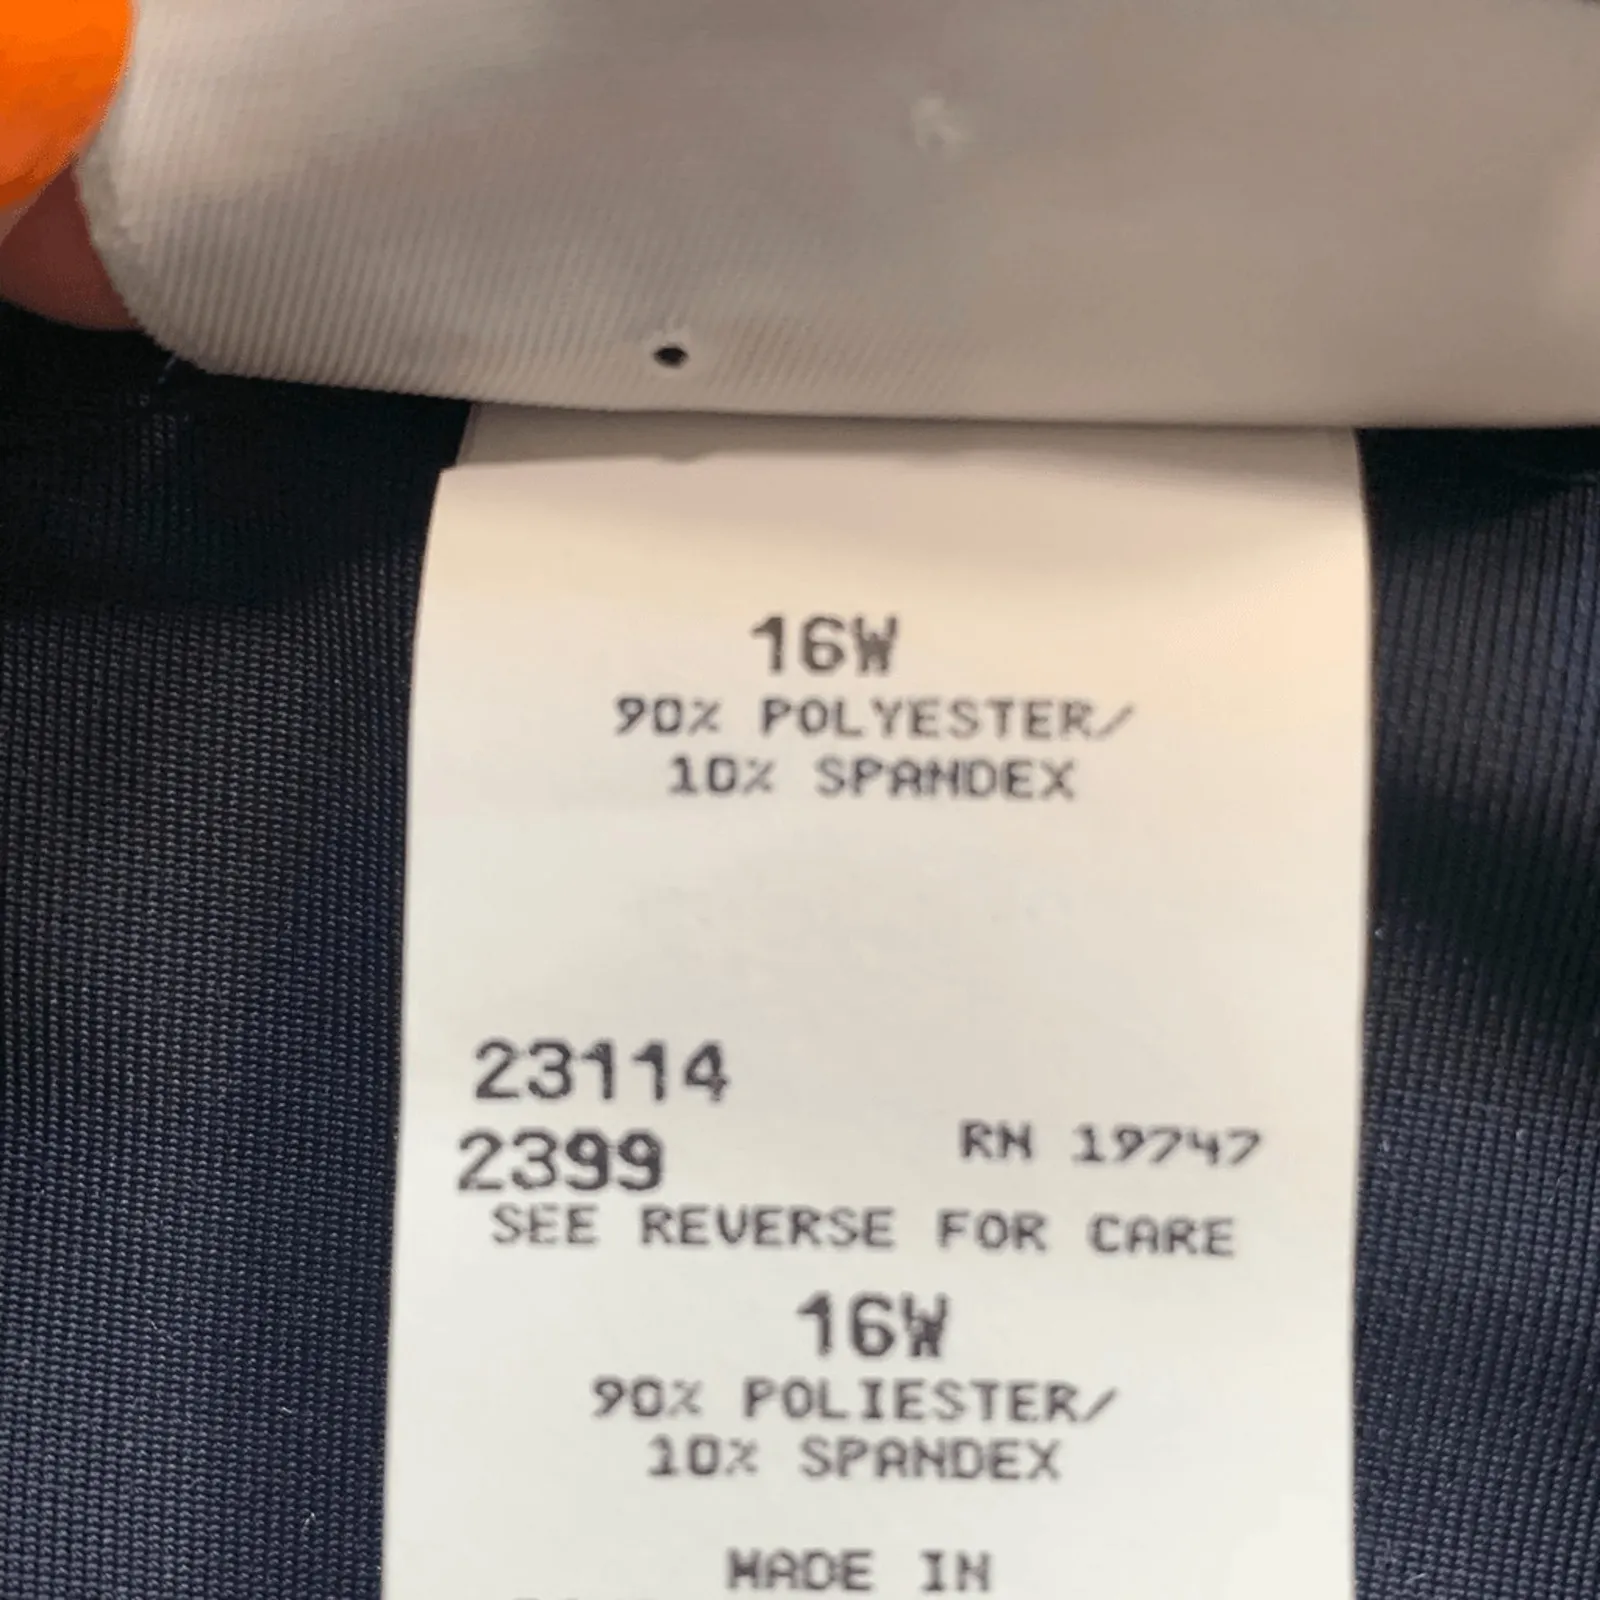 16W
90% POLYESTER/
10% SPANDEX
23114
2399 RN 19747
SEE REVERSE FOR CARE
16W
90% POLIESTER/
10% SPANDEX
MADE IN